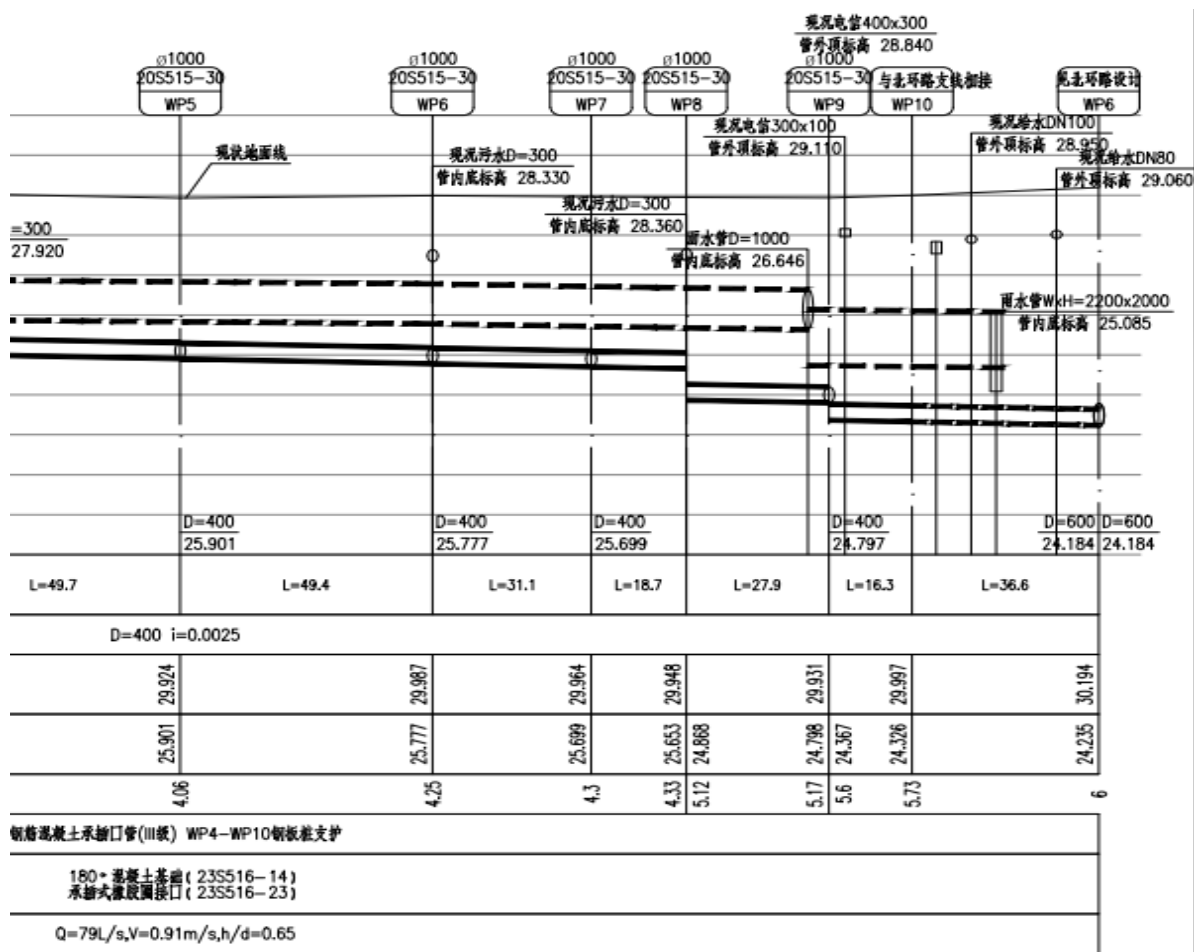 现况电信400x300
管外顶标高 28.840
ø1000
ø1000
ø1000
ø1000
ø1000
20S515-30
20S515-30
20S515-30
20S515-30
20S515-30
与北环路支线相接
见北环路设计
WP5
WP6
WP7
WP8
WP9
WP10
WP6
现况电信300x100
管外顶标高 29.110
现况给水DN100
管外顶标高 28.950
现状地面线
现况污水D=300
管内底标高 28.330
现况给水DN80
管外顶标高 29.060
现况污水D=300
管内底标高 28.360
=300
27.920
雨水管D=1000
管内底标高 26.646
雨水管WxH=2200x2000
管内底标高 25.085
D=400
25.901
D=400
25.777
D=400
25.699
D=400
24.797
D=600
24.184
D=600
24.184
L=49.7
L=49.4
L=31.1
L=18.7
L=27.9
L=16.3
L=36.6
D=400 i=0.0025
29.924
29.987
29.964
29.948
29.931
29.997
30.194
25.901
25.777
25.699
25.653
24.868
24.798
24.367
24.326
24.235
4.06
4.25
4.3
4.33
5.12
5.17
5.6
5.73
6
钢筋混凝土承插口管(III级) WP4-WP10钢板桩支护
180°混凝土基础(23S516-14)
承插式橡胶圈接口(23S516-23)
Q=79L/s,V=0.91m/s,h/d=0.65